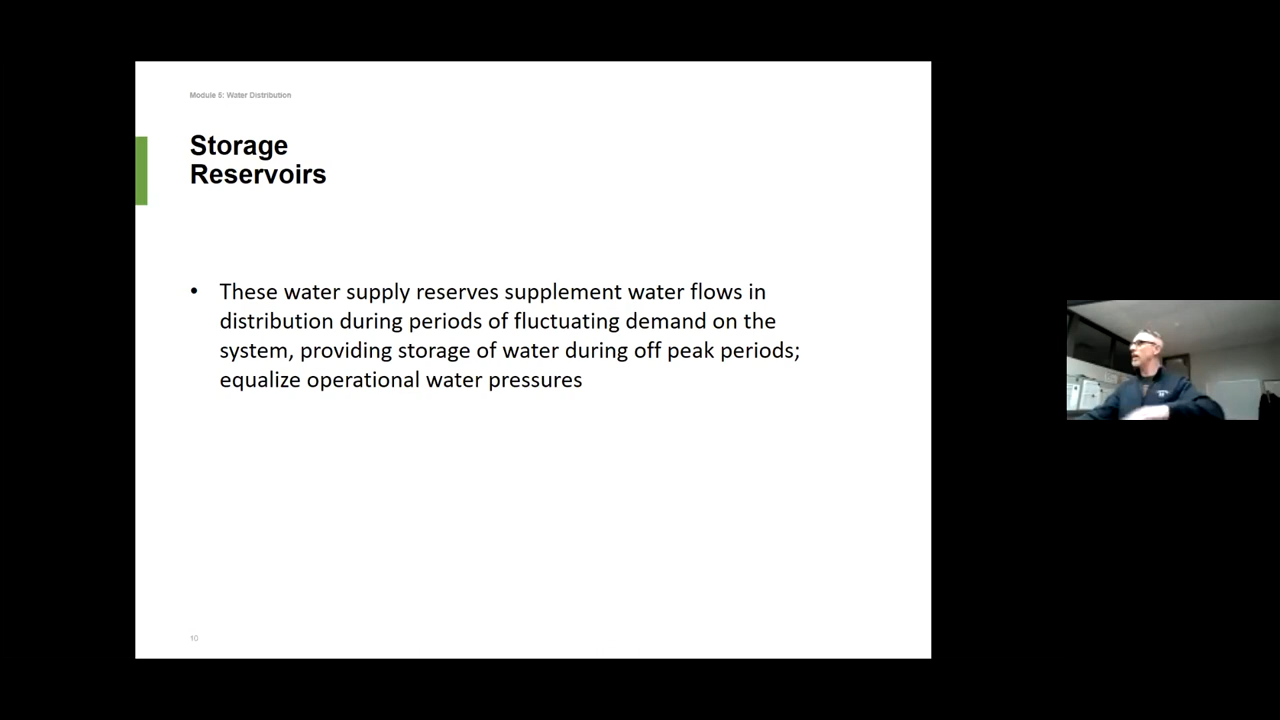 Module 5: Water Distribution
Storage
Reservoirs
• These water supply reserves supplement water flows in
distribution during periods of fluctuating demand on the
system, providing storage of water during off peak periods;
equalize operational water pressures
10